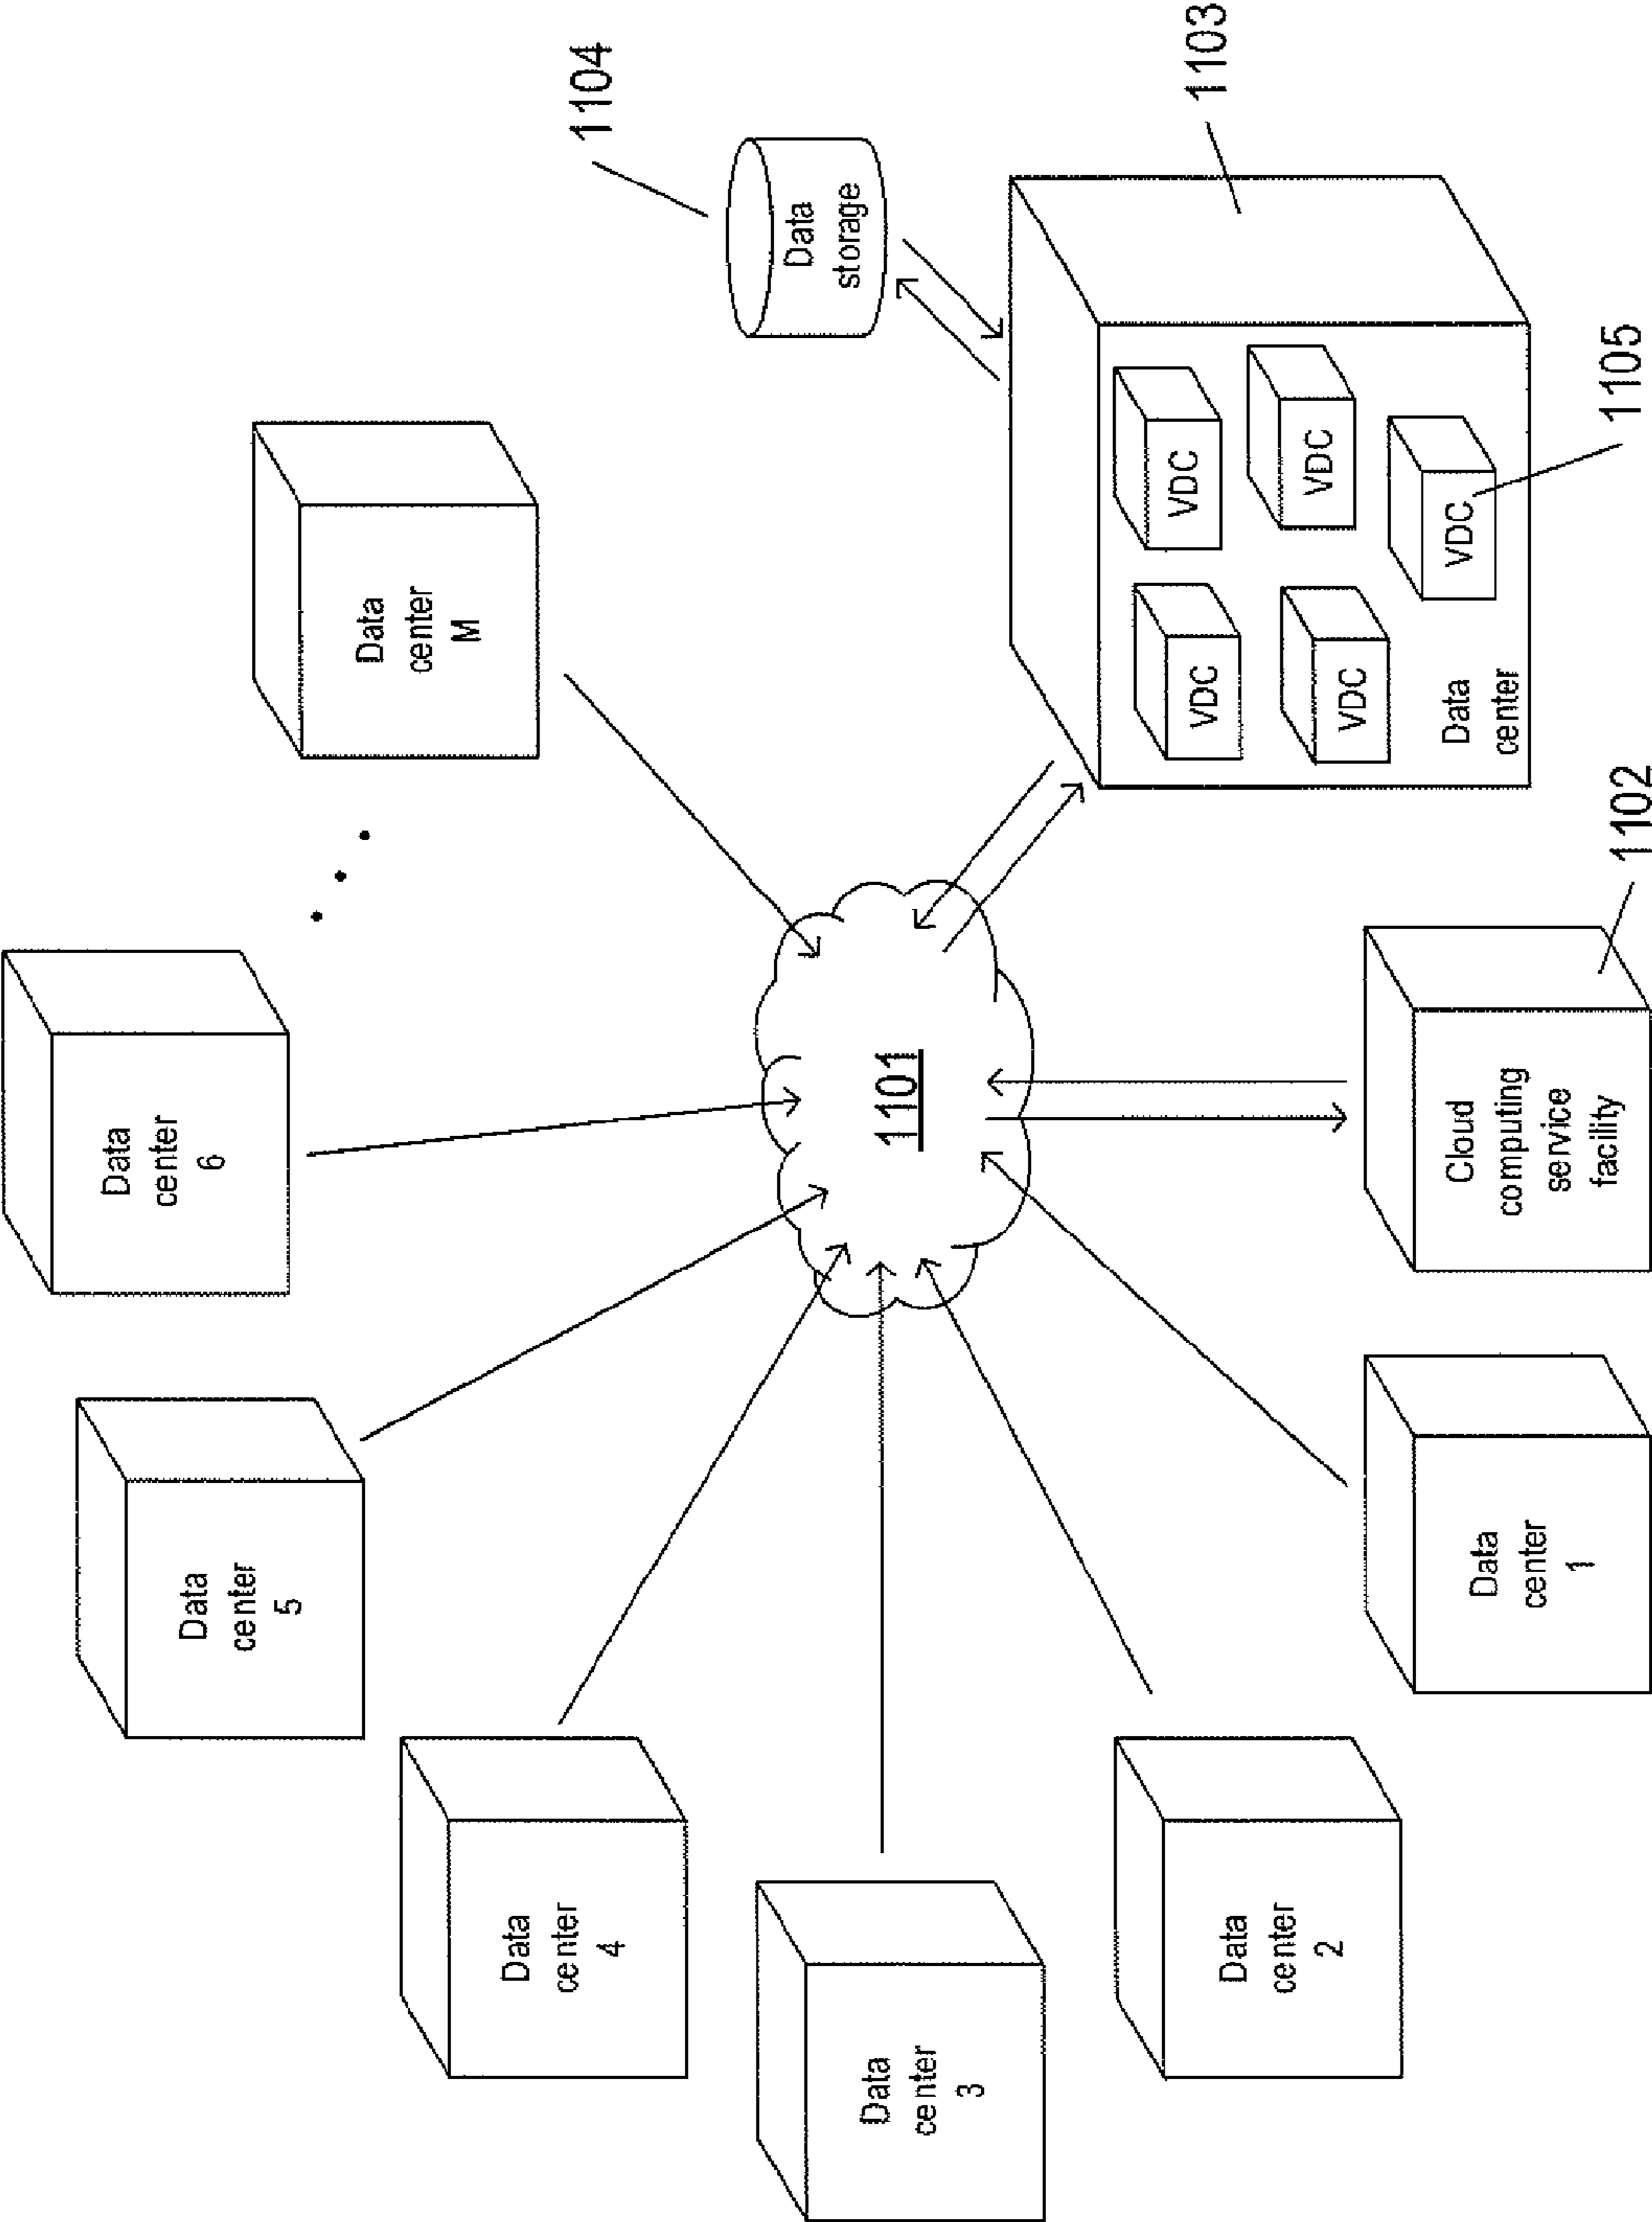 Data
center
3
Data
center
4
Data
center
2
Data
center
5
Data
center
1
Data
center
6
Cloud
computing
service
facility
1102
1101
Data
center
M
Data
center
VDC
VDC
VDC
VDC
VDC
1105
1103
Data
storage
1104